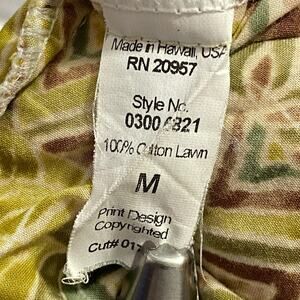 Made in Hawaii, USA
RN 20957
Style No.
0300
100% Cotton Lawn
M
Print Design
Copyrighted
Cut#